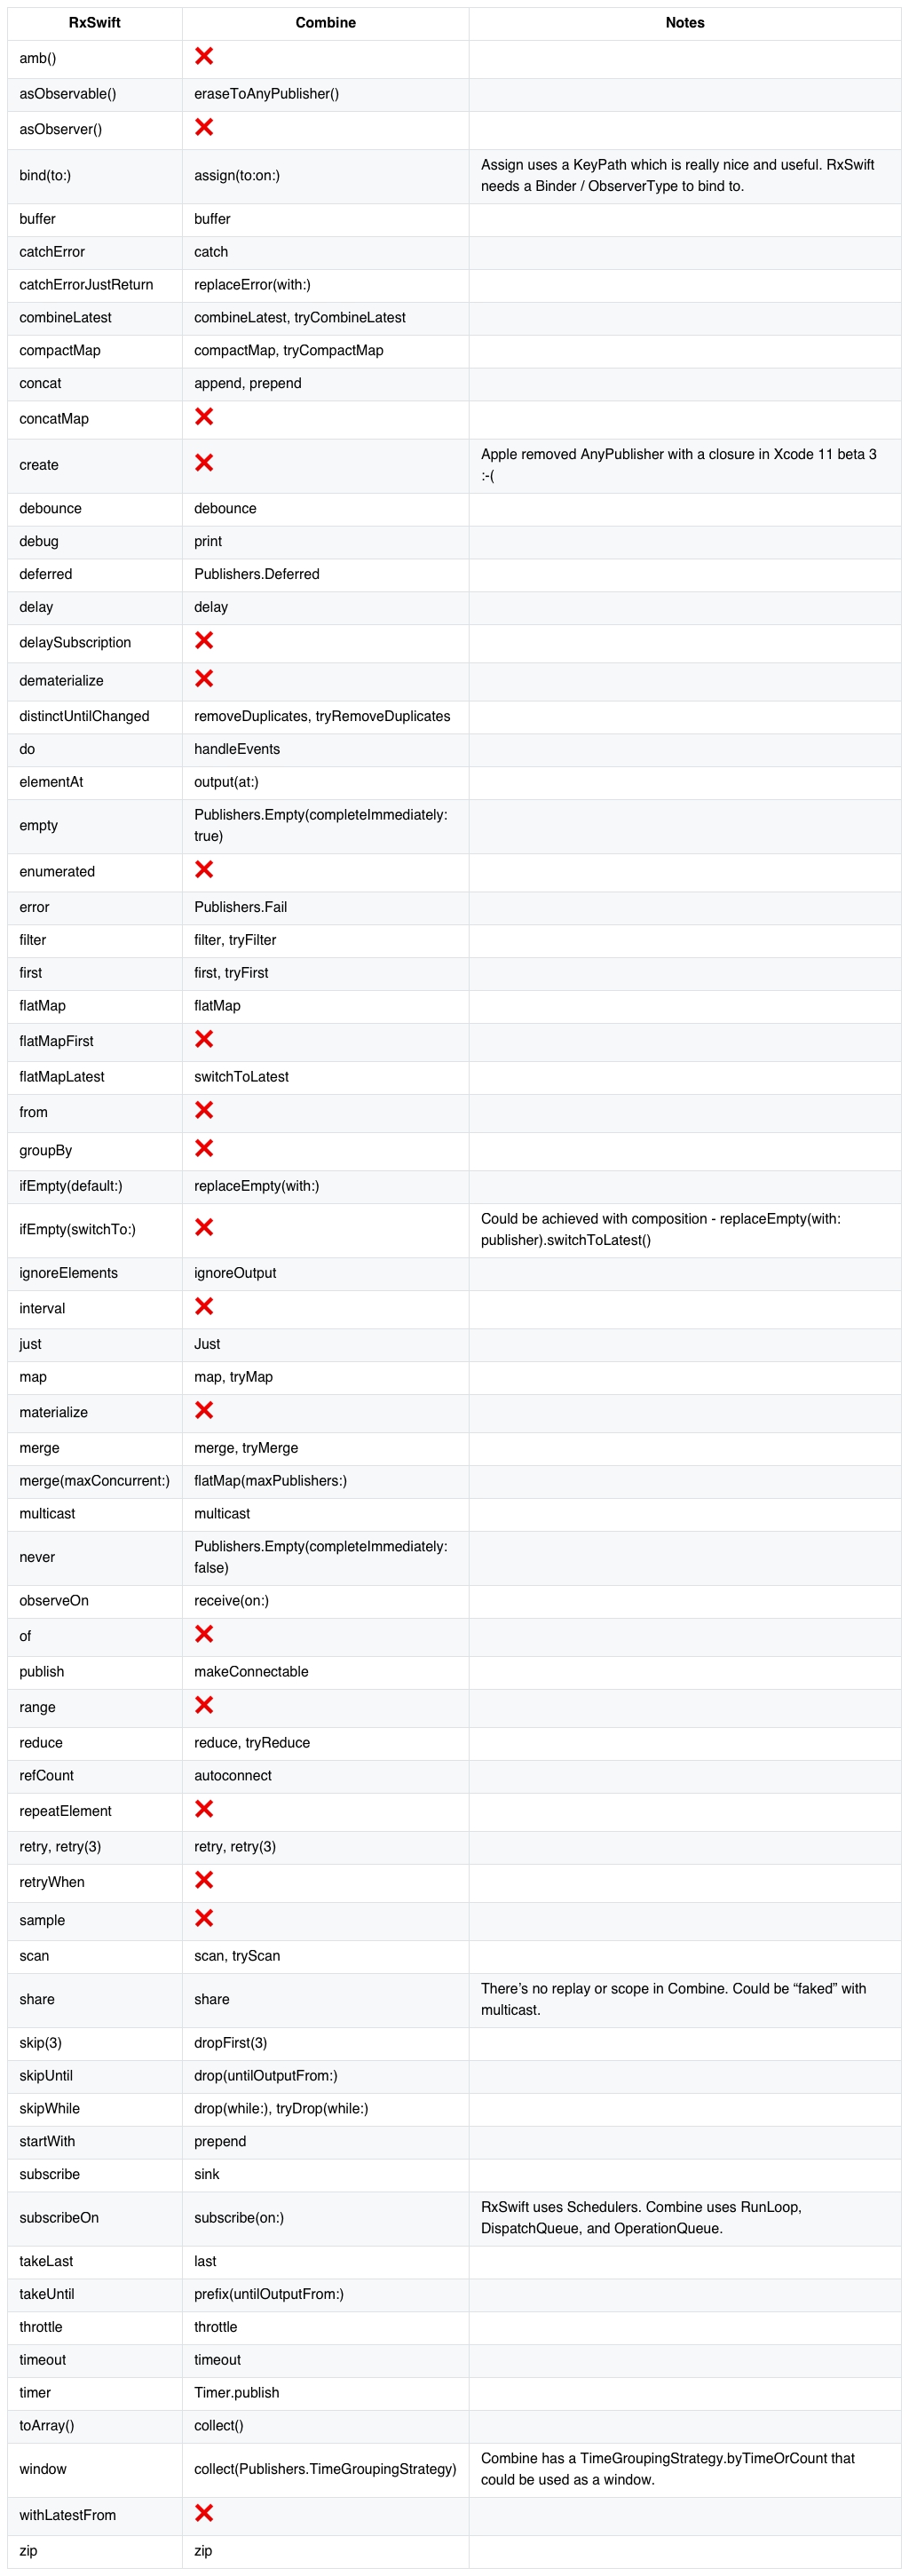 RxSwift Combine Notes
amb() ❌
asObservable() eraseToAnyPublisher()
asObserver() ❌
bind(to:) assign(to:on:) Assign uses a KeyPath which is really nice and useful. RxSwift
needs a Binder / ObserverType to bind to.
buffer buffer
catchError catch
catchErrorJustReturn replaceError(with:)
combineLatest combineLatest, tryCombineLatest
compactMap compactMap, tryCompactMap
concat append, prepend
concatMap ❌
create ❌ Apple removed AnyPublisher with a closure in Xcode 11 beta 3
:-(
debounce debounce
debug print
deferred Publishers.Deferred
delay delay
delaySubscription ❌
dematerialize ❌
distinctUntilChanged removeDuplicates, tryRemoveDuplicates
do handleEvents
elementAt output(at:)
empty Publishers.Empty(completeImmediately:
true)
enumerated ❌
error Publishers.Fail
filter filter, tryFilter
first first, tryFirst
flatMap flatMap
flatMapFirst ❌
flatMapLatest switchToLatest
from ❌
groupBy ❌
ifEmpty(default:) replaceEmpty(with:)
ifEmpty(switchTo:) ❌ Could be achieved with composition - replaceEmpty(with:
publisher).switchToLatest()
ignoreElements ignoreOutput
interval ❌
just Just
map map, tryMap
materialize ❌
merge merge, tryMerge
merge(maxConcurrent:) flatMap(maxPublishers:)
multicast multicast
never Publishers.Empty(completeImmediately:
false)
observeOn receive(on:)
of ❌
publish makeConnectable
range ❌
reduce reduce, tryReduce
refCount autoconnect
repeatElement ❌
retry, retry(3) retry, retry(3)
retryWhen ❌
sample ❌
scan scan, tryScan
share share There’s no replay or scope in Combine. Could be “faked” with
multicast.
skip(3) dropFirst(3)
skipUntil drop(untilOutputFrom:)
skipWhile drop(while:), tryDrop(while:)
startWith prepend
subscribe sink
subscribeOn subscribe(on:) RxSwift uses Schedulers. Combine uses RunLoop,
DispatchQueue, and OperationQueue.
takeLast last
takeUntil prefix(untilOutputFrom:)
throttle throttle
timeout timeout
timer Timer.publish
toArray() collect()
window collect(Publishers.TimeGroupingStrategy) Combine has a TimeGroupingStrategy.byTimeOrCount that
could be used as a window.
withLatestFrom ❌
zip zip